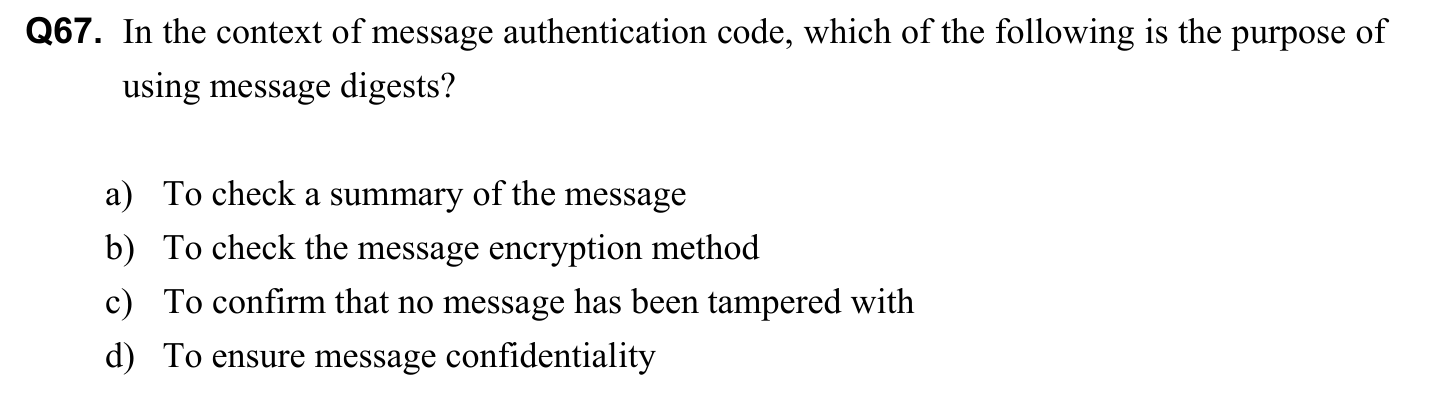 Q67. In the context of message authentication code, which of the following is the purpose of
using message digests?
a) To check a summary of the message
b) To check the message encryption method
c) To confirm that no message has been tampered with
d) To ensure message confidentiality